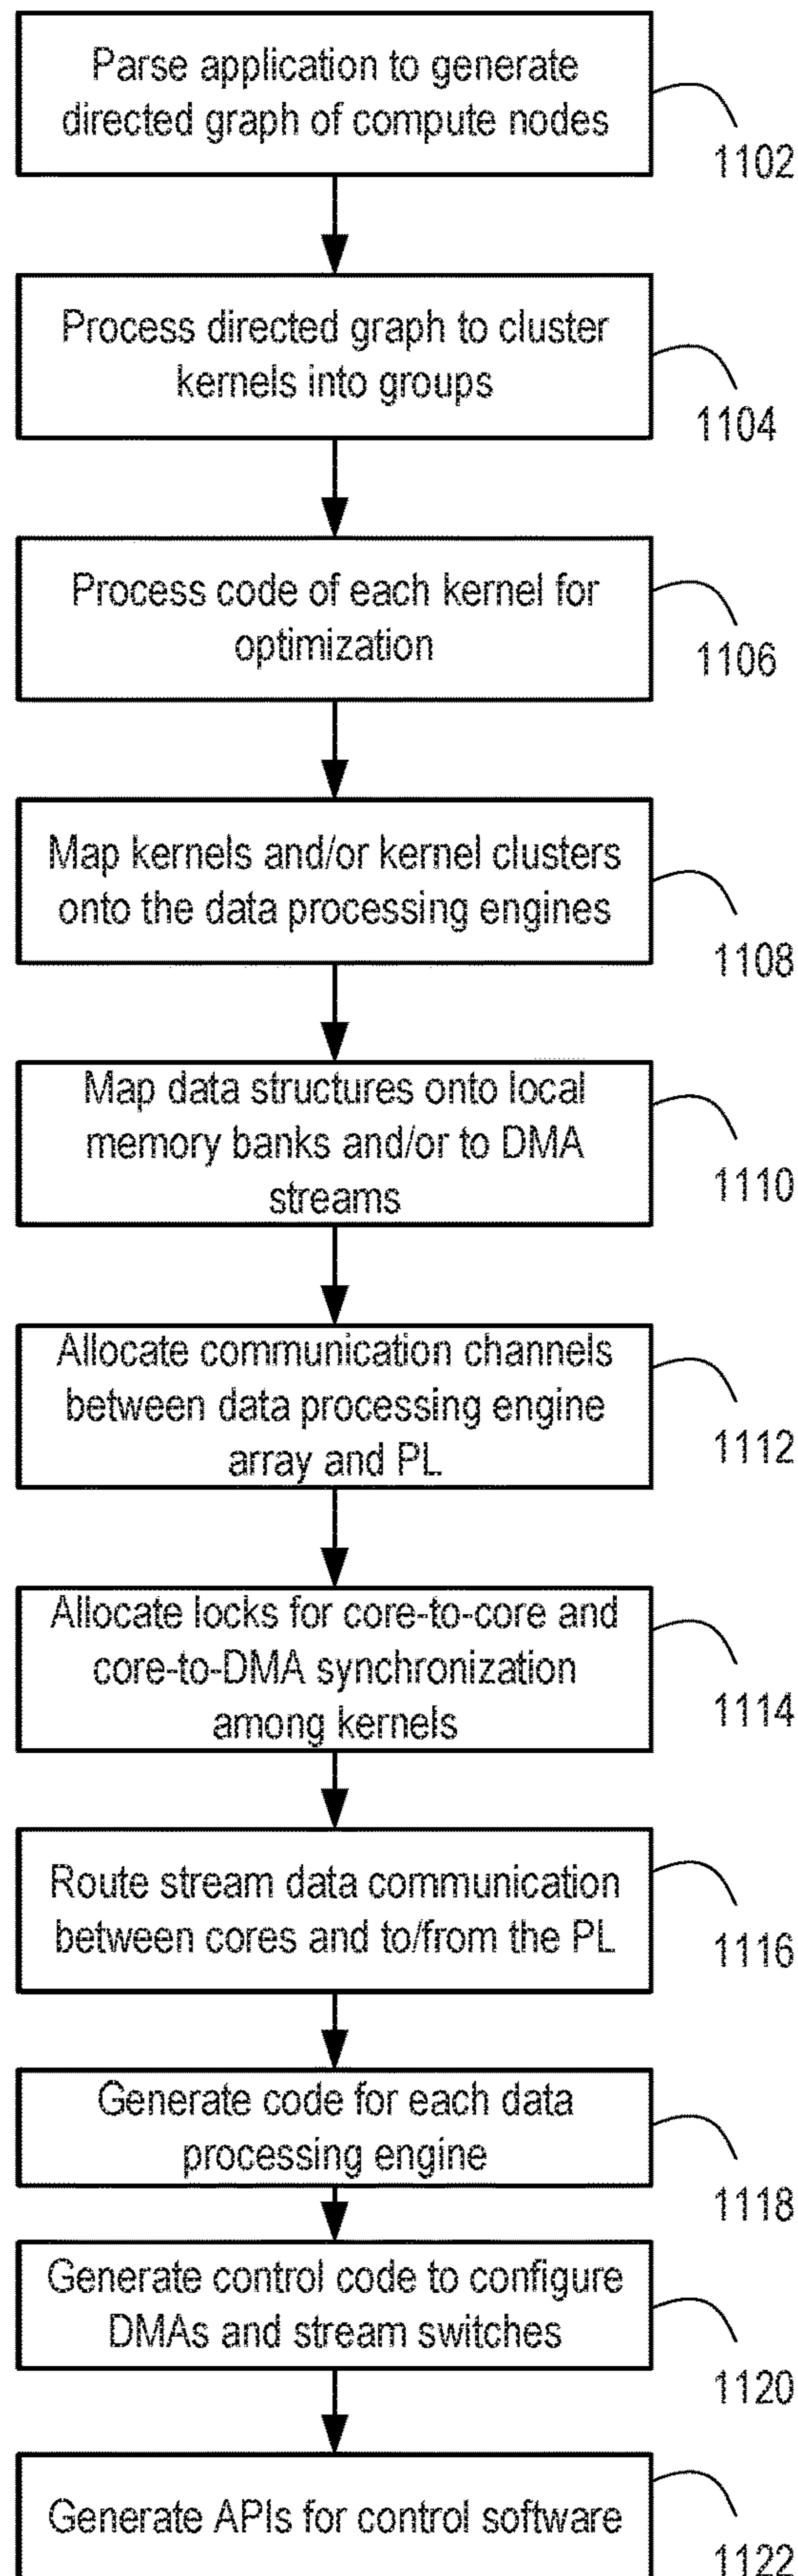 Parse application to generate
directed graph of compute nodes
1102
Process directed graph to cluster
kernels into groups
1104
Process code of each kernel for
optimization
1106
Map kernels and/or kernel clusters
onto the data processing engines
1108
Map data structures onto local
memory banks and/or to DMA
streams
1110
Allocate communication channels
between data processing engine
array and PL
1112
Allocate locks for core-to-core and
core-to-DMA synchronization
among kernels
1114
Route stream data communication
between cores and to/from the PL
1116
Generate code for each data
processing engine
1118
Generate control code to configure
DMAs and stream switches
1120
Generate APIs for control software
1122